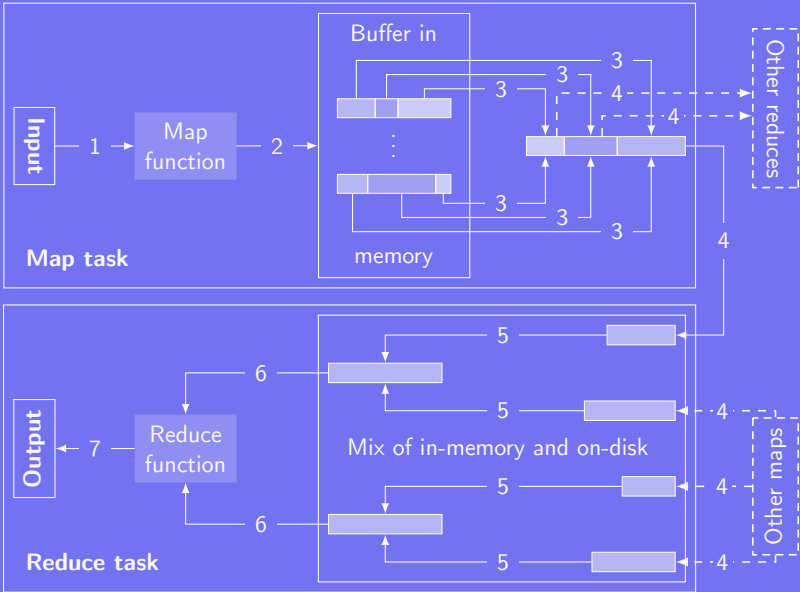 Buffer in
3
3
3
4
4
Other reduces
Input
1
Map
function
2
...
3
3
3
4
Map task
memory
5
6
5
4
Output
7
Reduce
function
Mix of in-memory and on-disk
Other maps
5
4
6
5
4
Reduce task